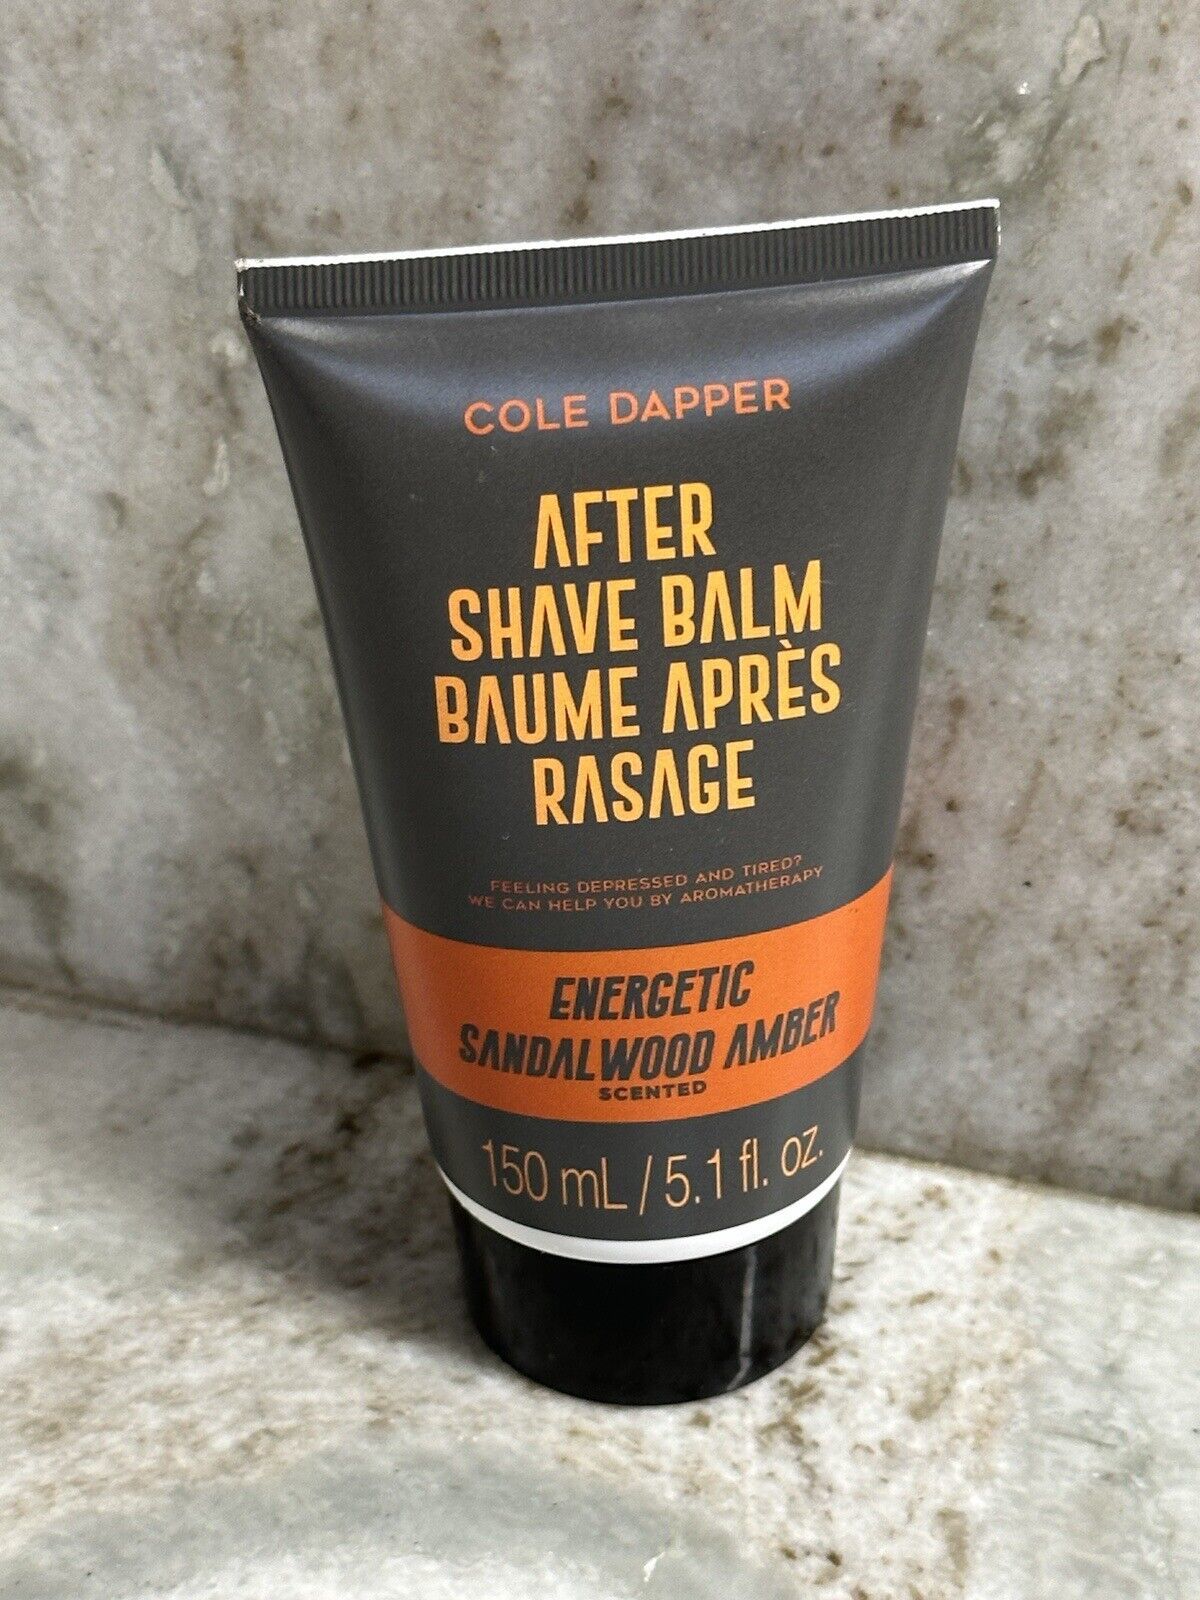 COLE DAPPER
AFTER
SHAVE BALM
BAUME APRÈS
RASAGE
FEELING DEPRESSED AND TIRED?
WE CAN HELP YOU BY AROMATHERAPY
ENERGETIC
SANDALWOOD AMBER
SCENTED
150 mL / 5.1 fl. oz.